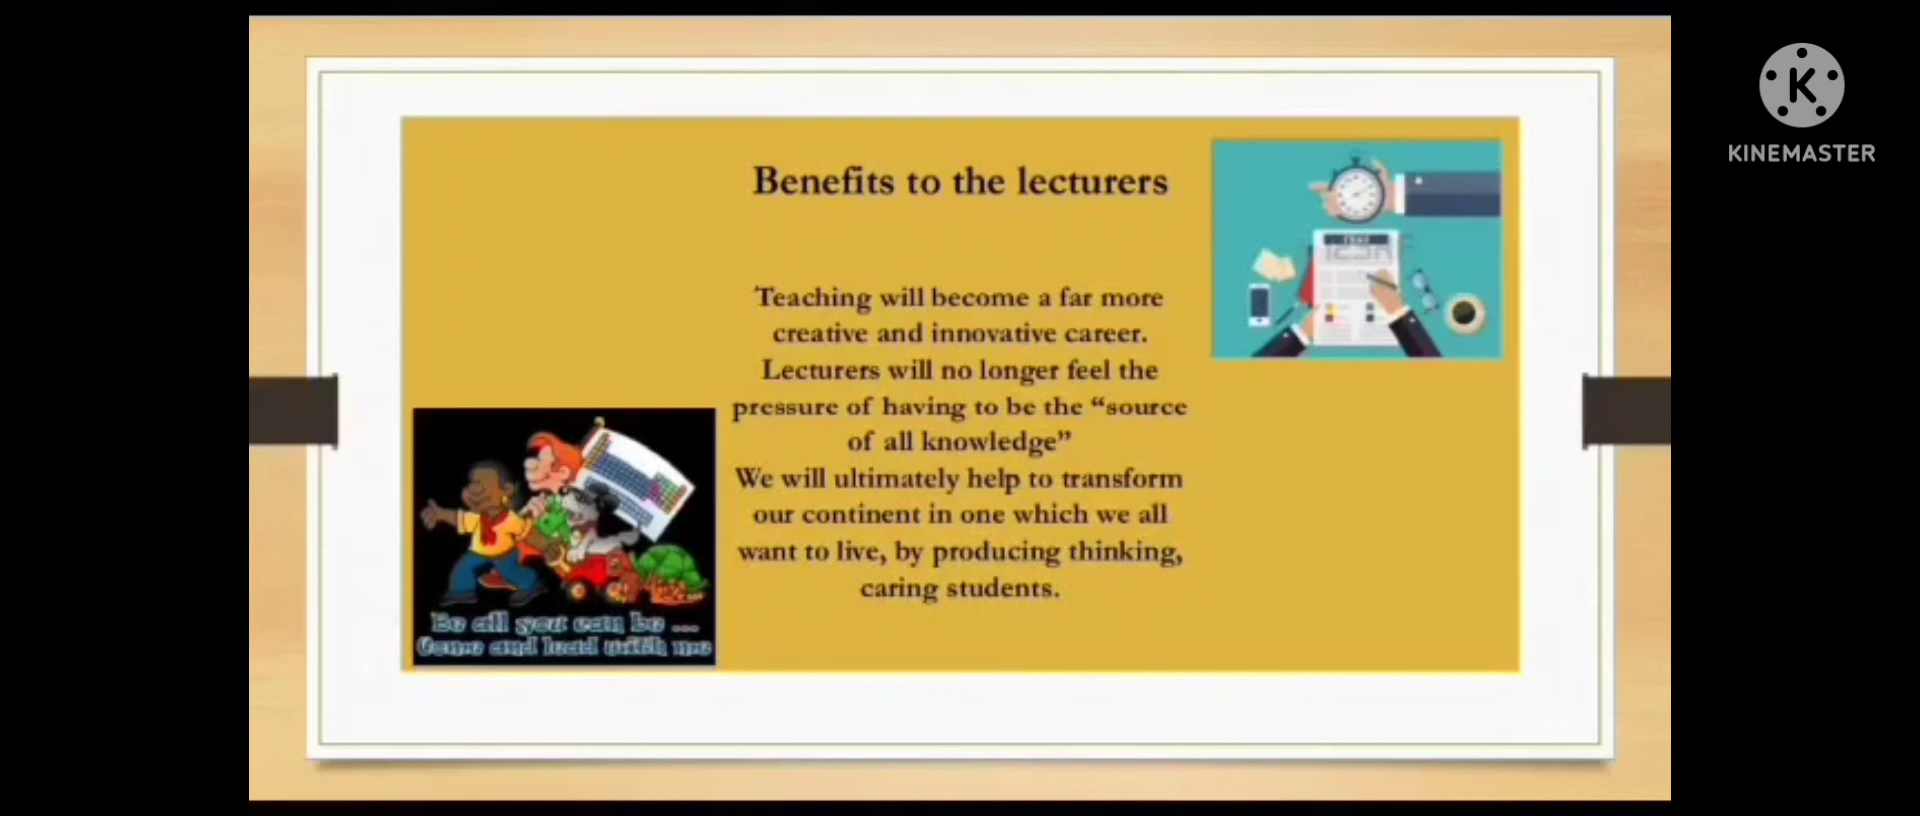 KINEMASTER
Benefits to the lecturers
Teaching will become a far more
creative and innovative career.
Lecturers will no longer feel the
pressure of having to be the “source
of all knowledge”
We will ultimately help to transform
our continent in one which we all
want to live, by producing thinking,
caring students.
Be all you can be ...
Come and lead with me